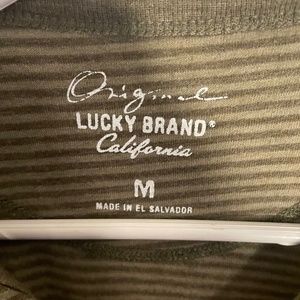 Original
LUCKY BRAND®
California
M
MADE IN EL SALVADOR